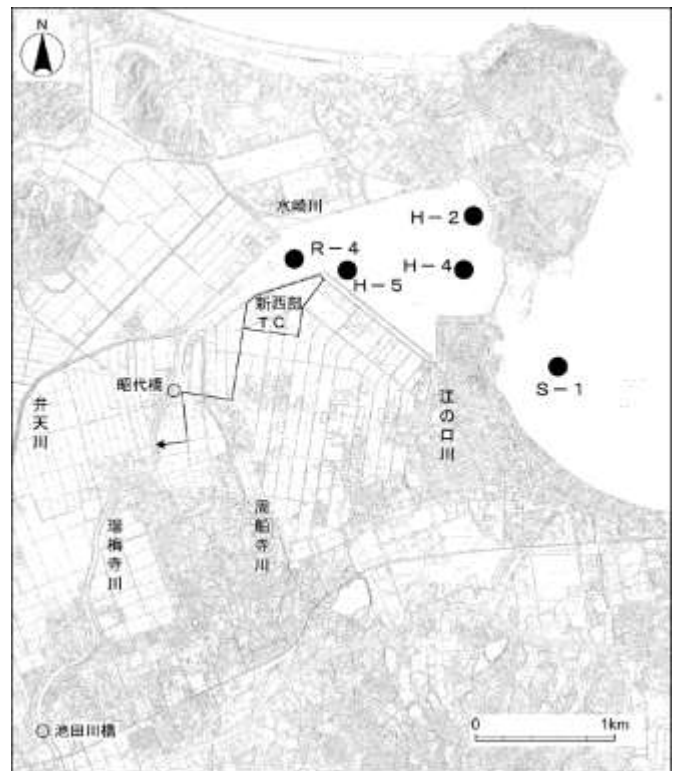 N
水崎川
H-2
R-4
H-4
H-5
新西部
TC
昭代橋
S-1
弁天川
江の口川
周船寺川
瑞梅寺川
池田川橋
0 1km